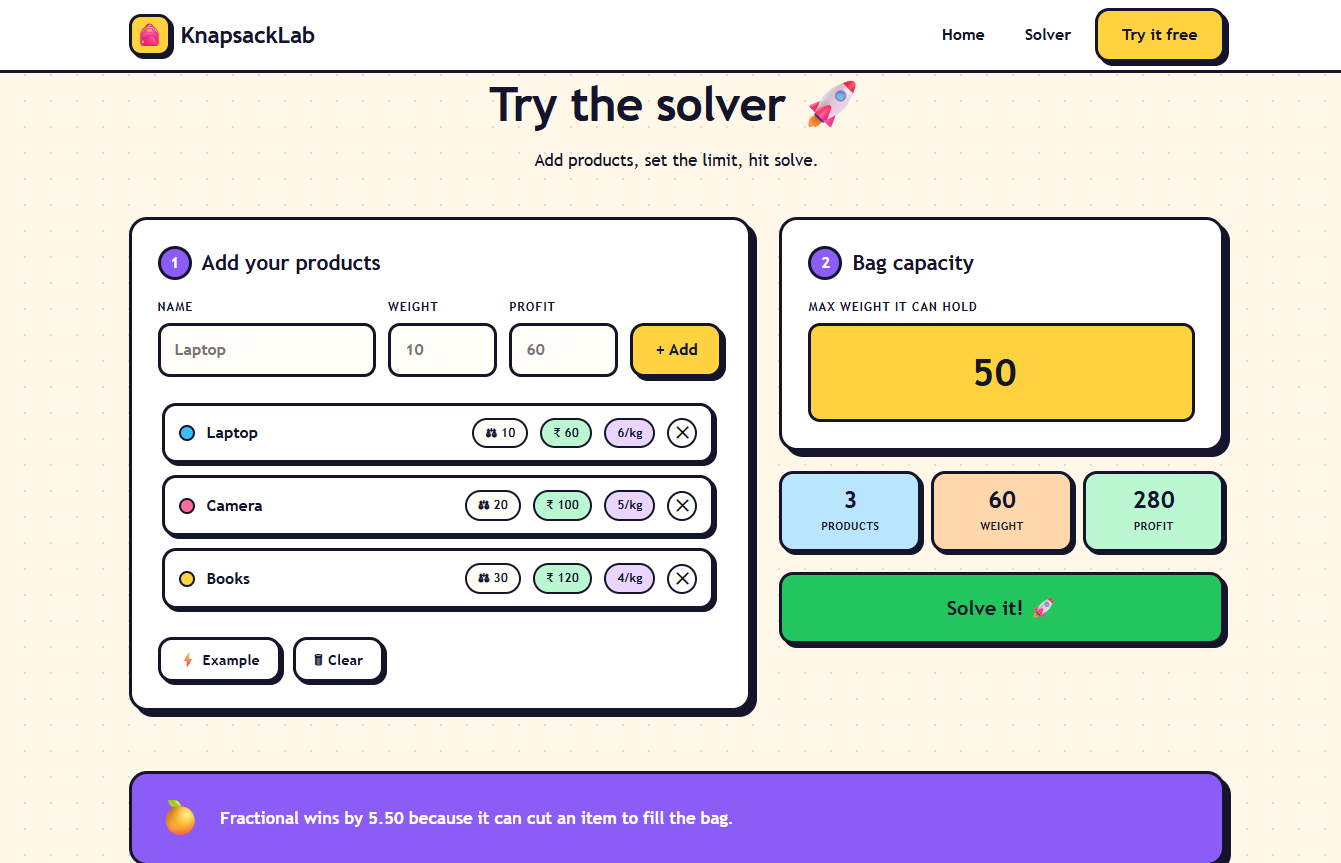 KnapsackLab
Home
Solver
Try it free
Try the solver 🚀
Add products, set the limit, hit solve.
1 Add your products
NAME WEIGHT PROFIT
Laptop 10 60 + Add
Laptop 10 ₹ 60 6/kg ✕
Camera 20 ₹ 100 5/kg ✕
Books 30 ₹ 120 4/kg ✕
Example
Clear
2 Bag capacity
MAX WEIGHT IT CAN HOLD
50
3
PRODUCTS
60
WEIGHT
280
PROFIT
Solve it! 🚀
Fractional wins by 5.50 because it can cut an item to fill the bag.